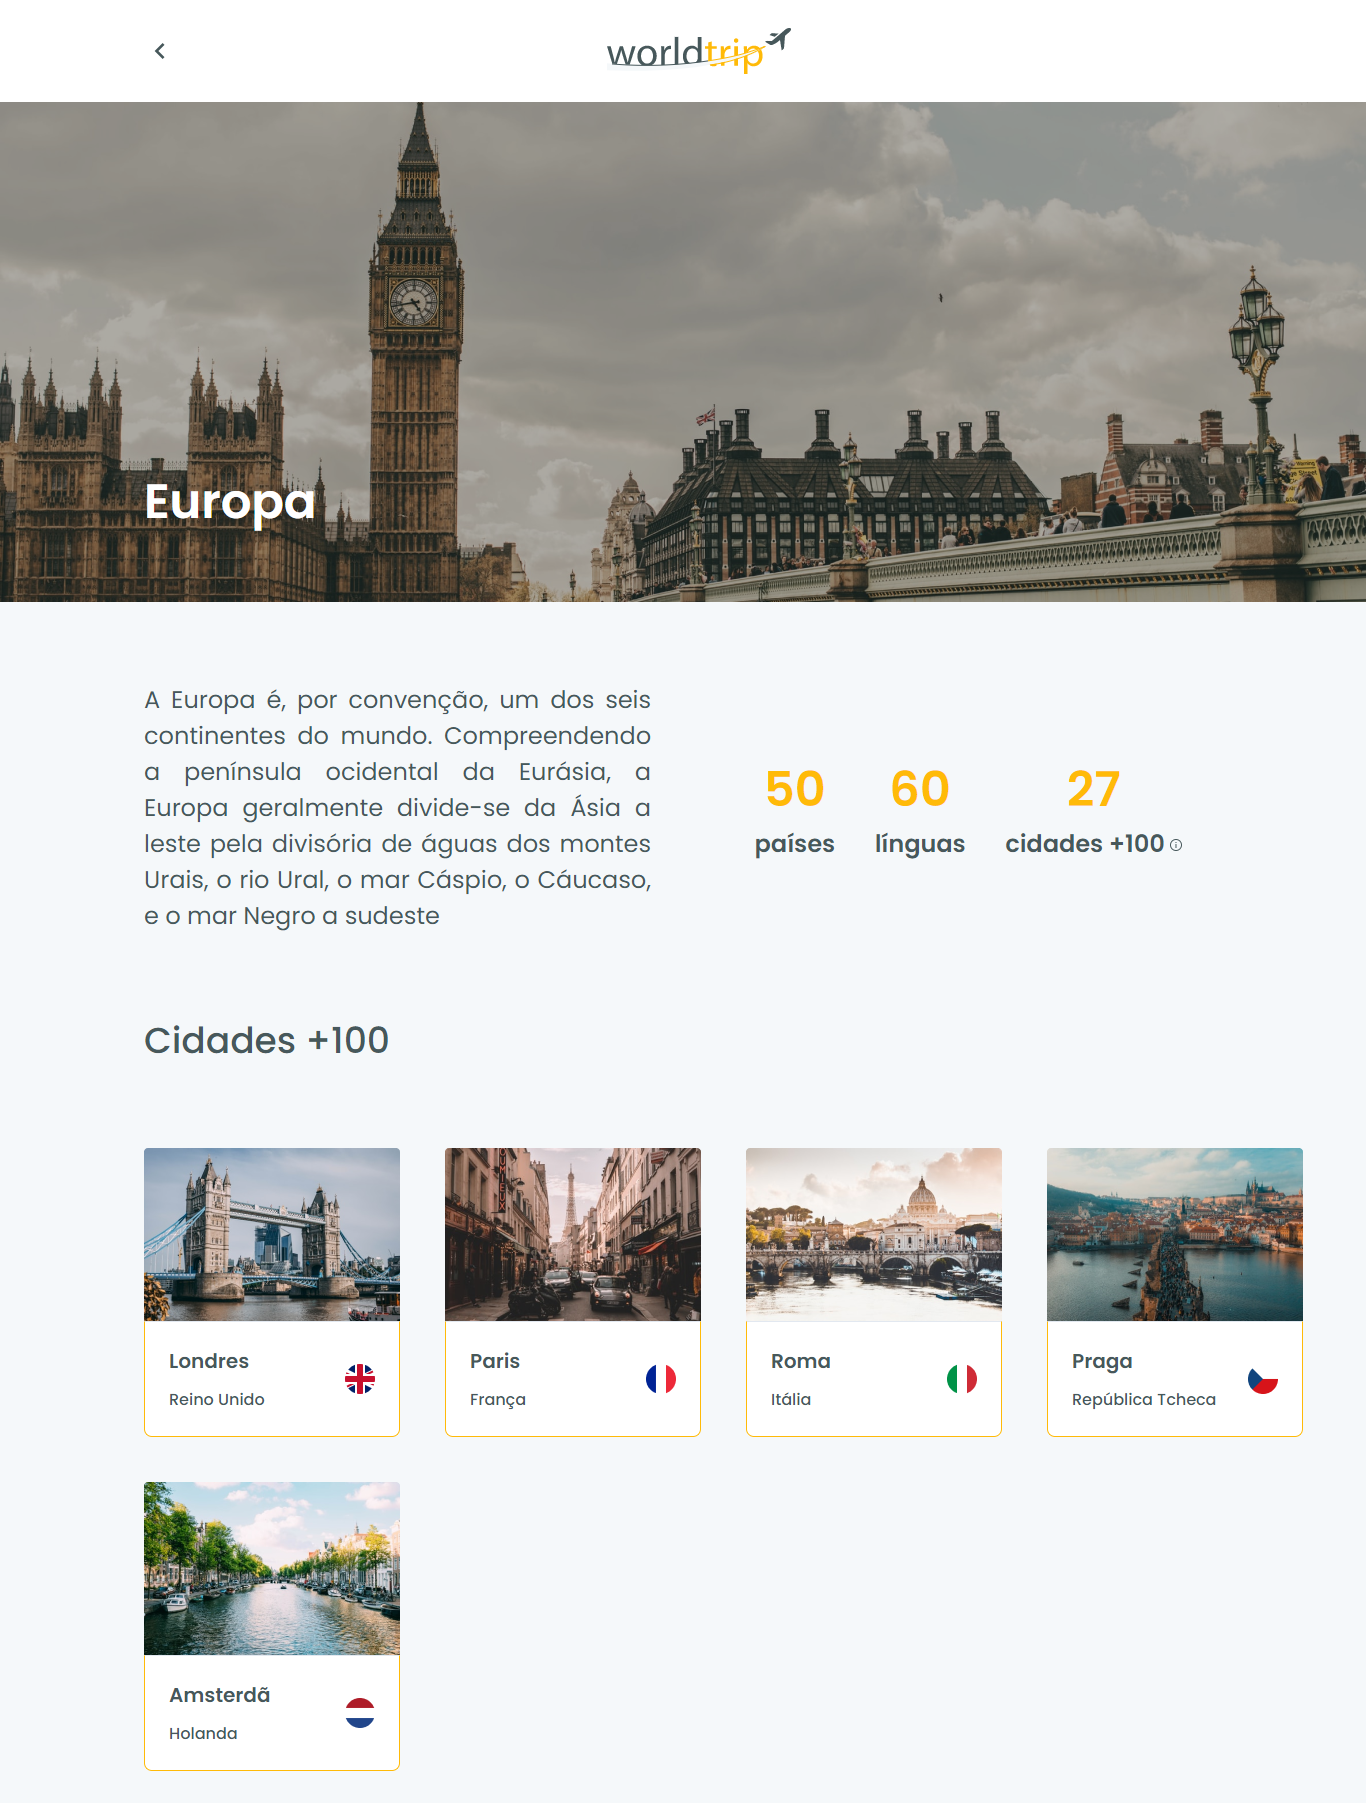 worldtrip
Europa
A Europa é, por convenção, um dos seis
continentes do mundo. Compreendendo
a península ocidental da Eurásia, a
Europa geralmente divide-se da Ásia a
leste pela divisória de águas dos montes
Urais, o rio Ural, o mar Cáspio, o Cáucaso,
e o mar Negro a sudeste
50
países
60
línguas
27
cidades +100
Cidades +100
Londres
Reino Unido
Paris
França
Roma
Itália
Praga
República Tcheca
Amsterdã
Holanda